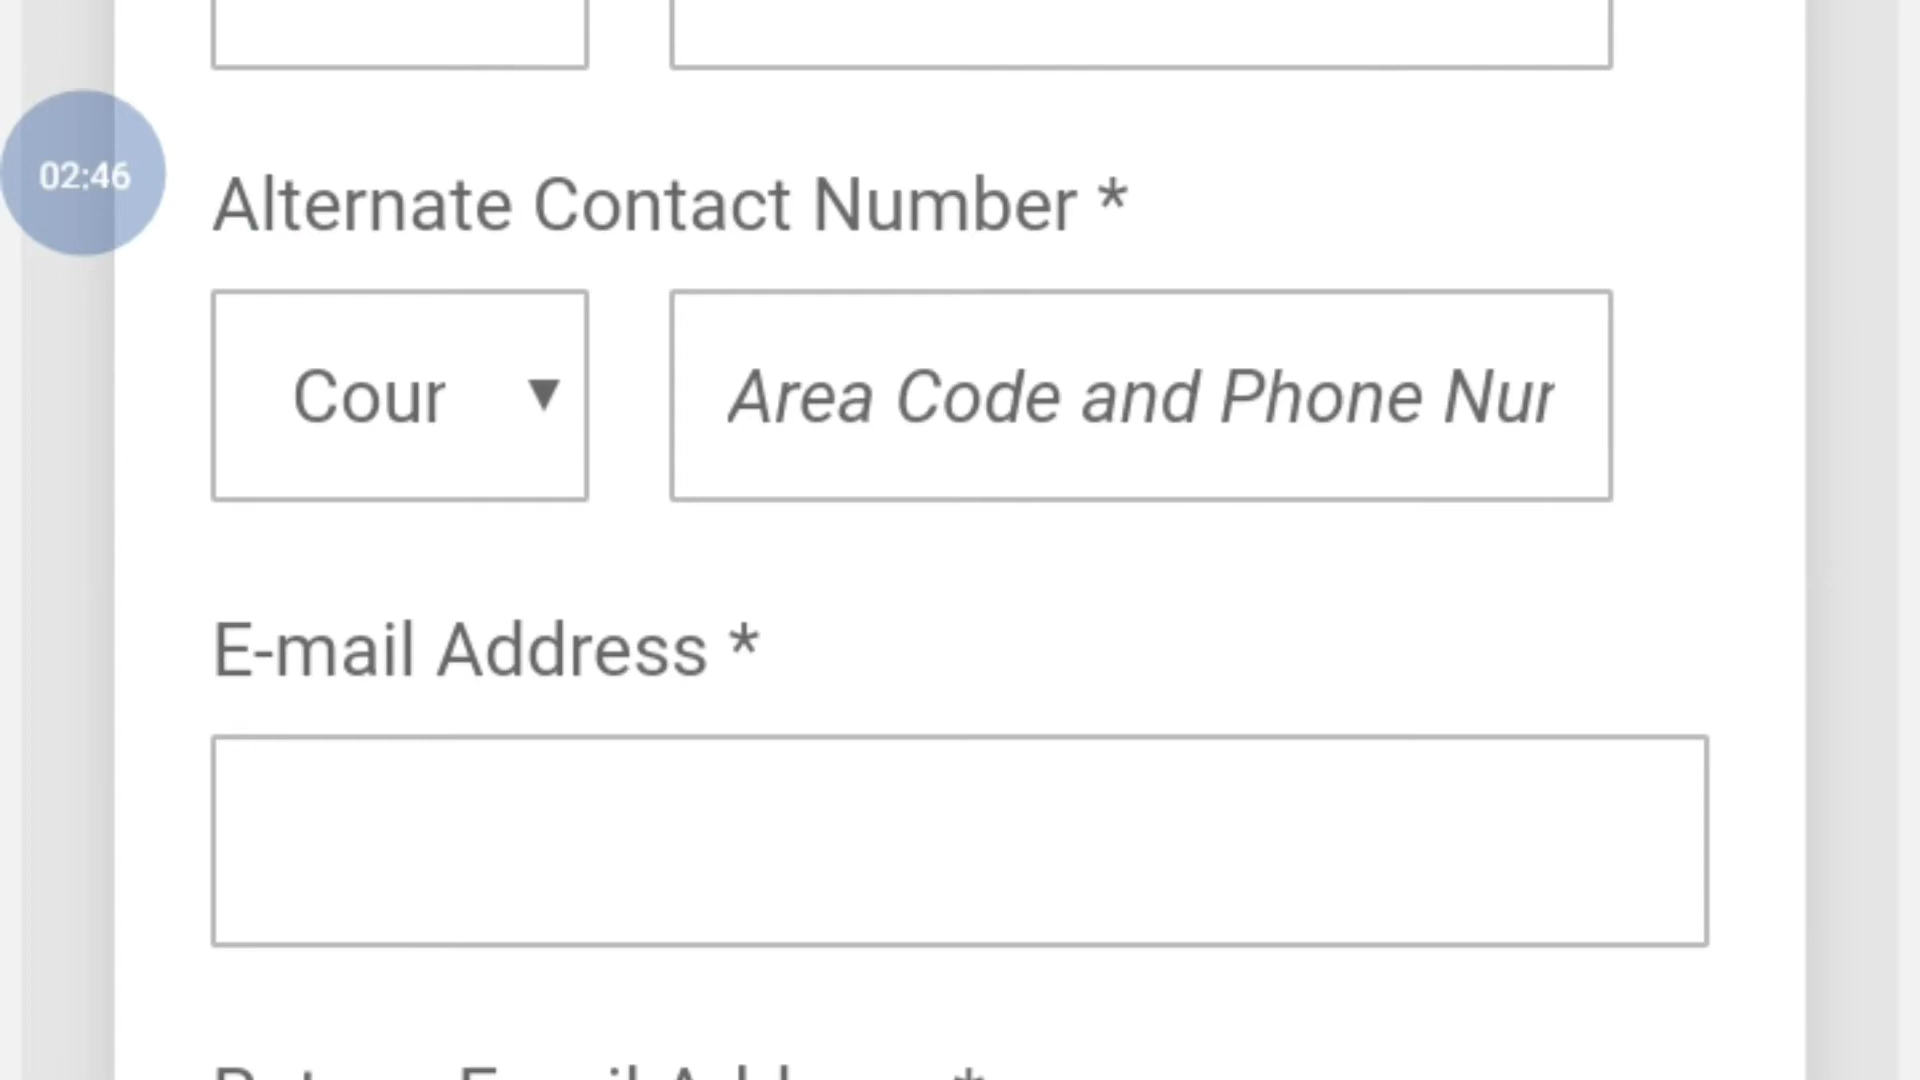 02:46
Alternate Contact Number *
Cour ▼ Area Code and Phone Nur
E-mail Address *